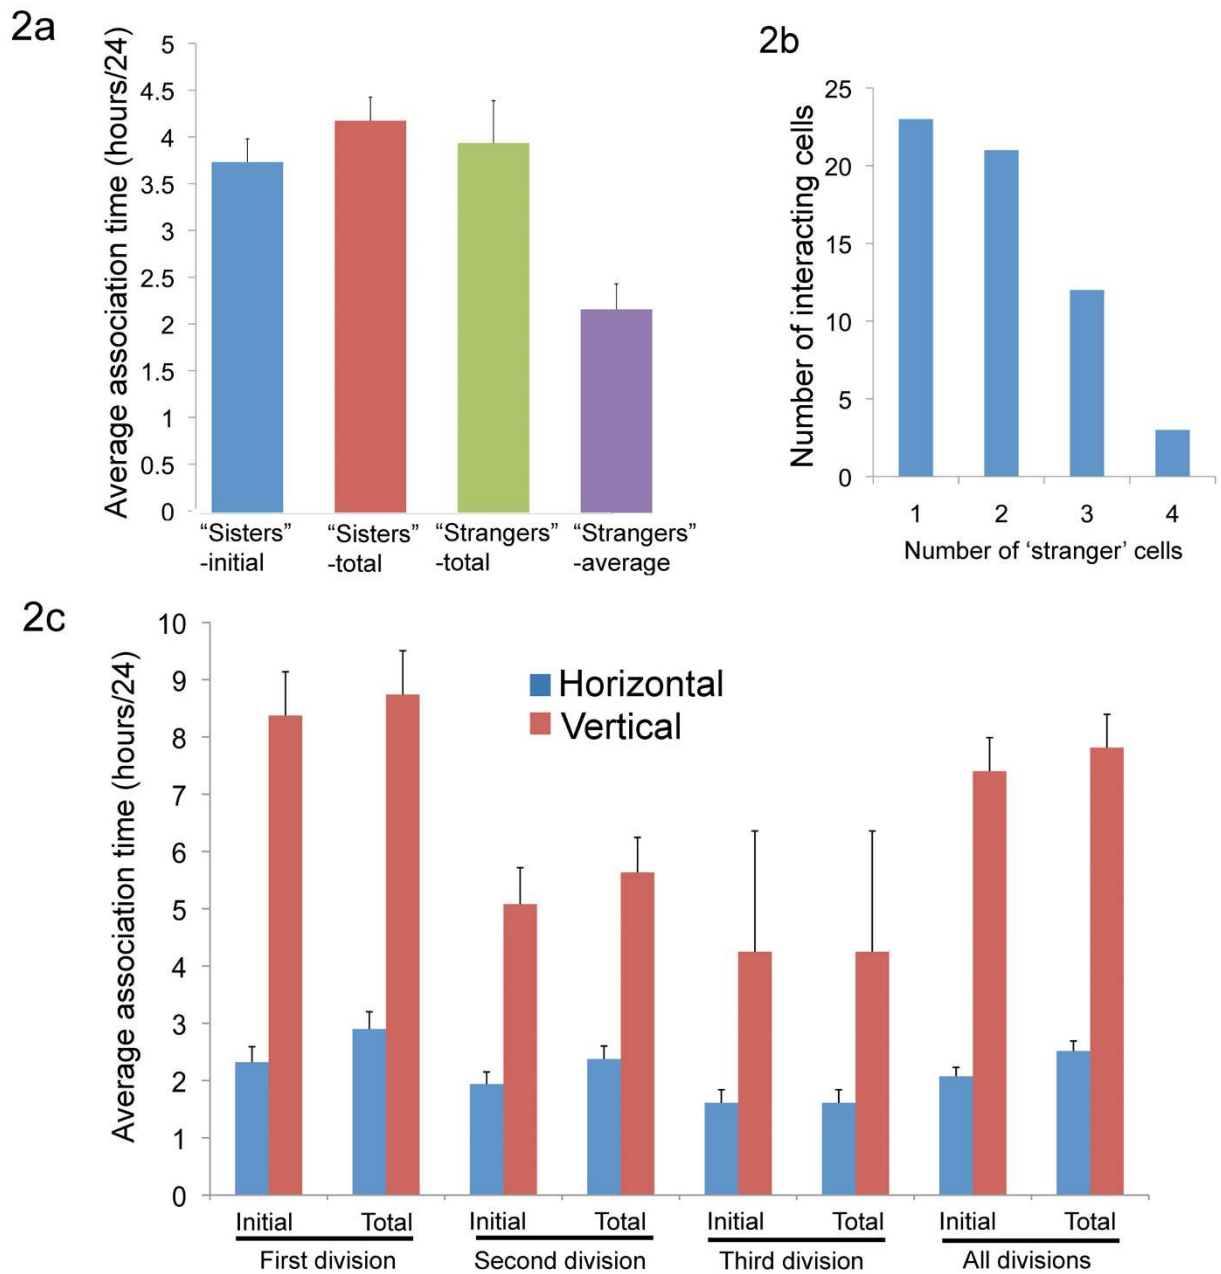 2a
Average association time (hours/24)
5
4.5
4
3.5
3
2.5
2
1.5
1
0.5
0
“Sisters” “Sisters” “Strangers” “Strangers”
-initial -total -total -average
2b
Number of interacting cells
25
20
15
10
5
0
1 2 3 4
Number of ‘stranger’ cells
2c
Average association time (hours/24)
10
9
8
7
6
5
4
3
2
1
0
Horizontal
Vertical
Initial Total Initial Total Initial Total Initial Total
First division Second division Third division All divisions